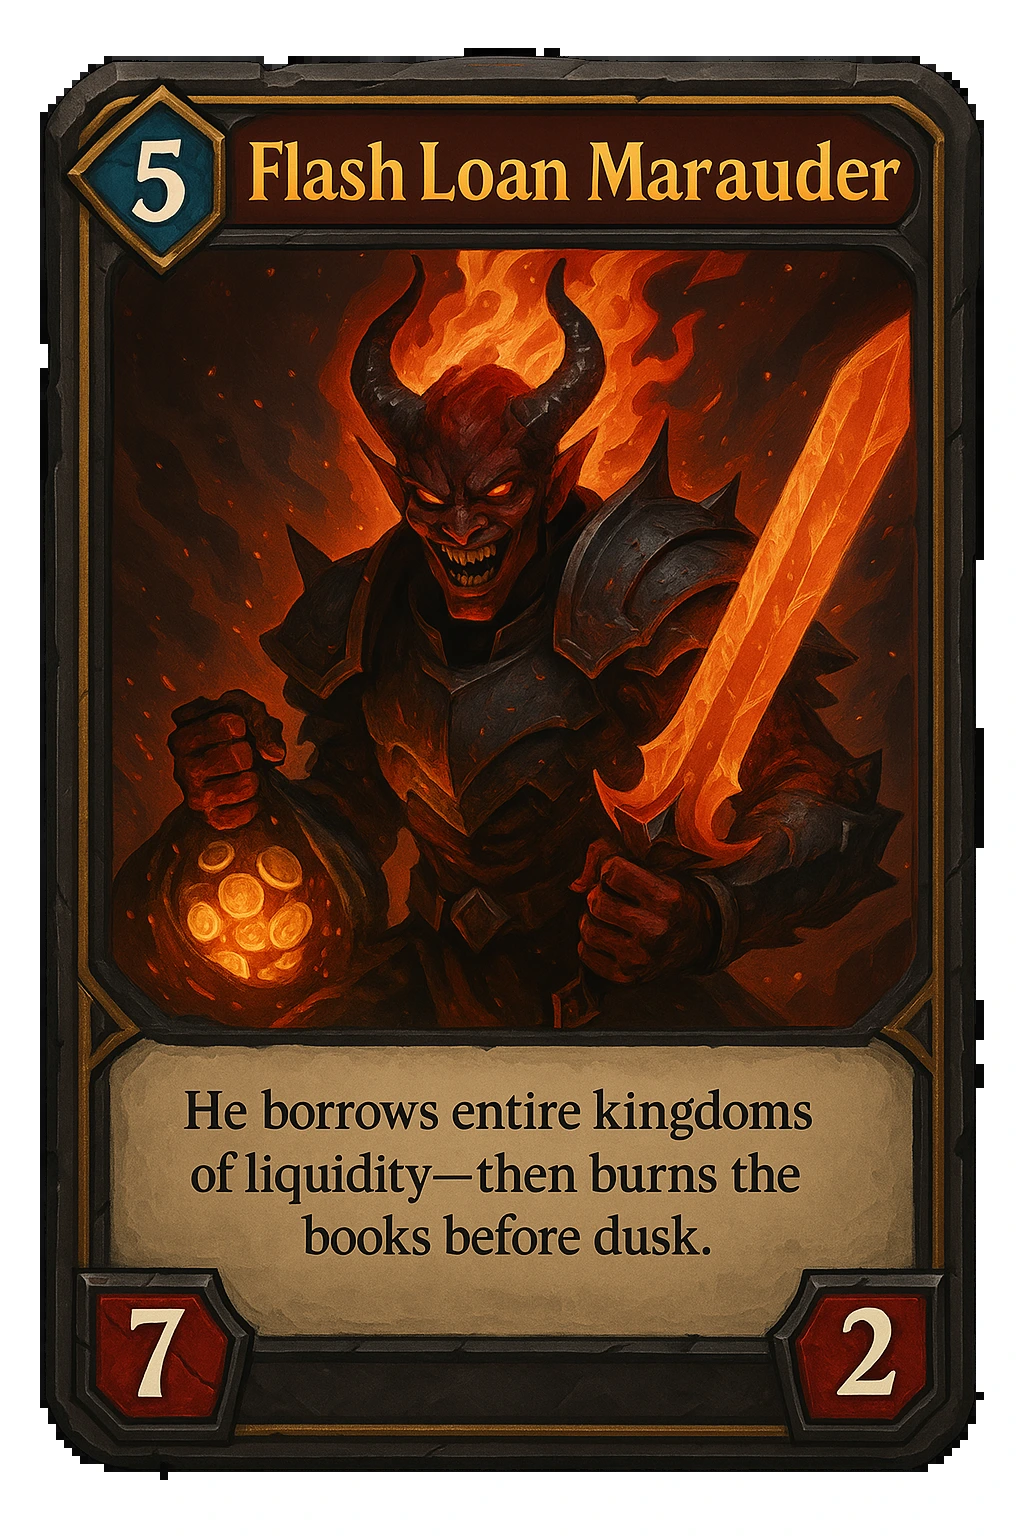 5
Flash Loan Marauder
He borrows entire kingdoms
of liquidity—then burns the
books before dusk.
7
2